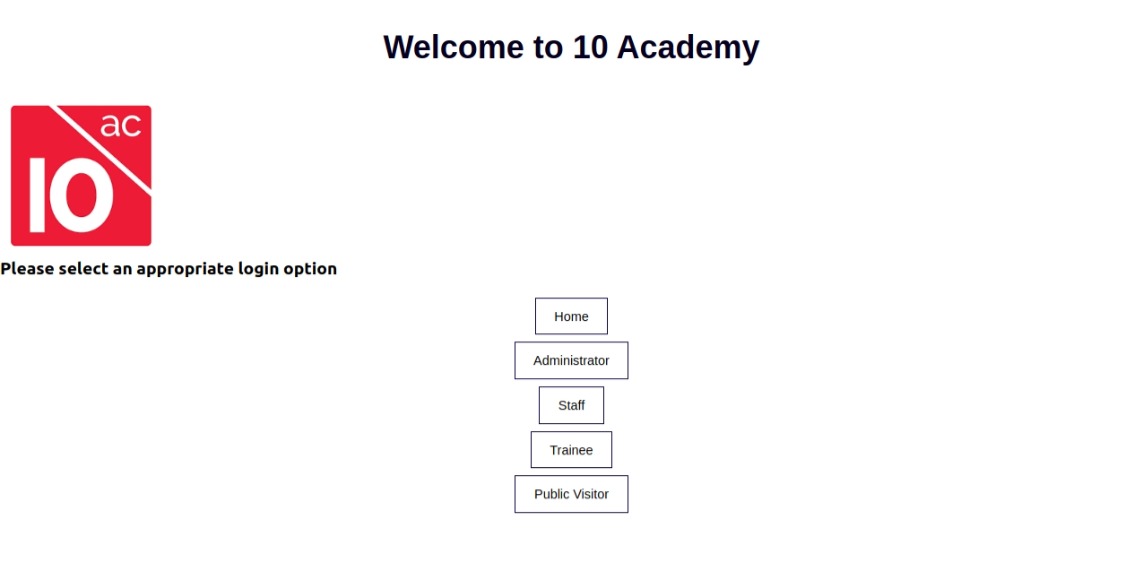 Welcome to 10 Academy
ac
10
Please select an appropriate login option
Home
Administrator
Staff
Trainee
Public Visitor